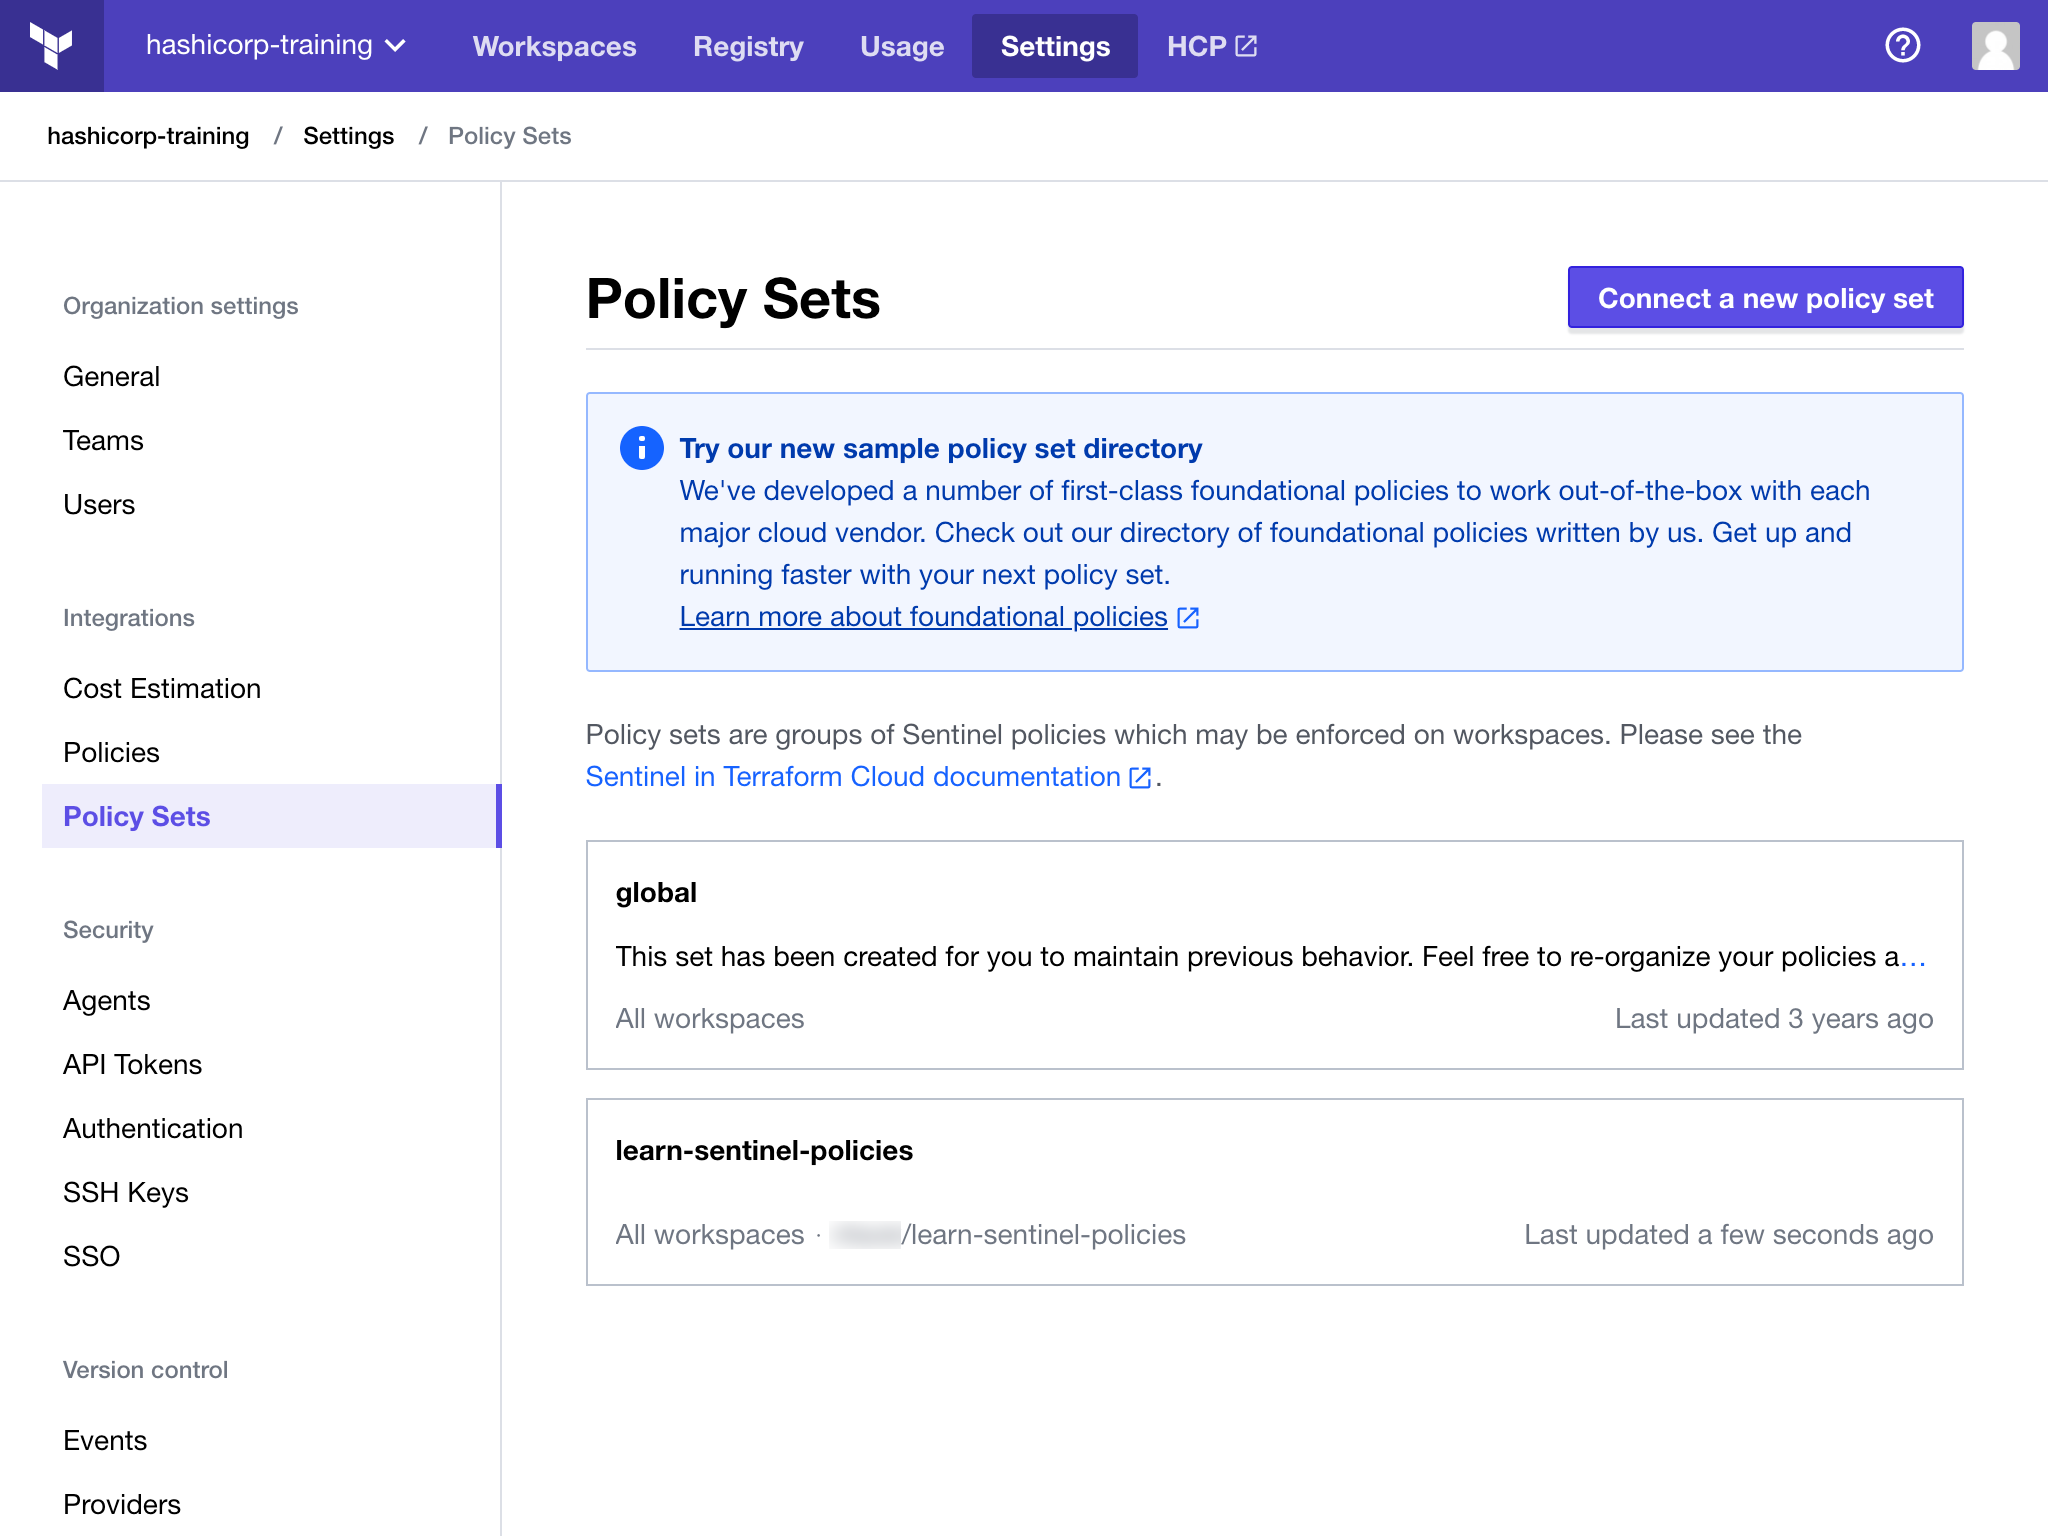 hashicorp-training
Workspaces
Registry
Usage
Settings
HCP
hashicorp-training / Settings / Policy Sets
Organization settings
General
Teams
Users
Integrations
Cost Estimation
Policies
Policy Sets
Security
Agents
API Tokens
Authentication
SSH Keys
SSO
Version control
Events
Providers
Policy Sets
Connect a new policy set
Try our new sample policy set directory
We've developed a number of first-class foundational policies to work out-of-the-box with each
major cloud vendor. Check out our directory of foundational policies written by us. Get up and
running faster with your next policy set.
Learn more about foundational policies
Policy sets are groups of Sentinel policies which may be enforced on workspaces. Please see the
Sentinel in Terraform Cloud documentation.
global
This set has been created for you to maintain previous behavior. Feel free to re-organize your policies a…
All workspaces
Last updated 3 years ago
learn-sentinel-policies
All workspaces · /learn-sentinel-policies
Last updated a few seconds ago